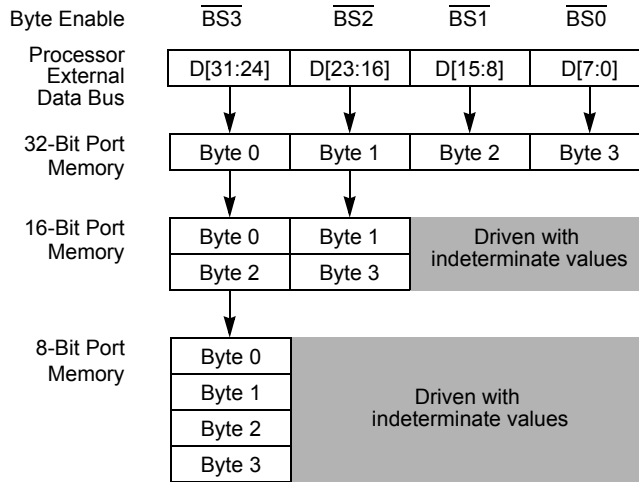 Byte Enable BS3 BS2 BS1 BS0
Processor
External
Data Bus
D[31:24] D[23:16] D[15:8] D[7:0]
32-Bit Port
Memory
Byte 0 Byte 1 Byte 2 Byte 3
16-Bit Port
Memory
Byte 0 Byte 1
Byte 2 Byte 3
Driven with
indeterminate values
8-Bit Port
Memory
Byte 0
Byte 1
Byte 2
Byte 3
Driven with
indeterminate values